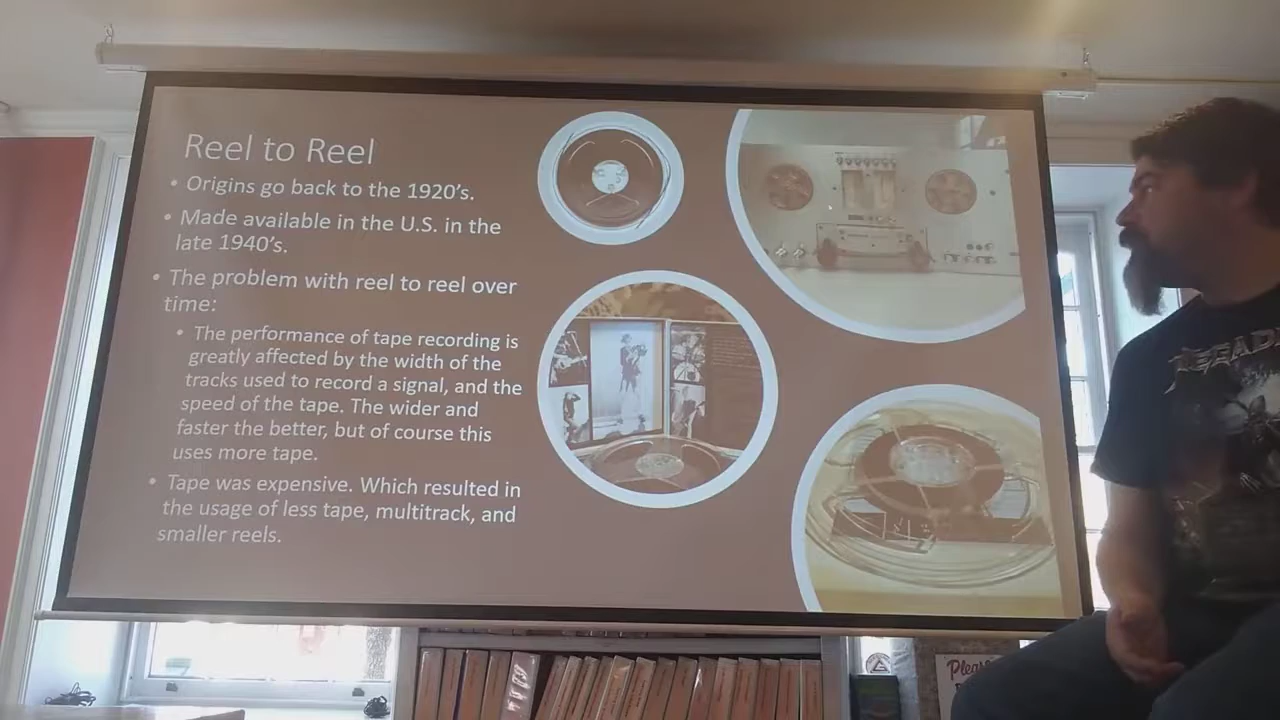 Reel to Reel
• Origins go back to the 1920's.
• Made available in the U.S. in the
late 1940's.
• The problem with reel to reel over
time:
• The performance of tape recording is
greatly affected by the width of the
tracks used to record a signal, and the
speed of the tape. The wider and
faster the better, but of course this
uses more tape.
• Tape was expensive. Which resulted in
the usage of less tape, multitrack, and
smaller reels.